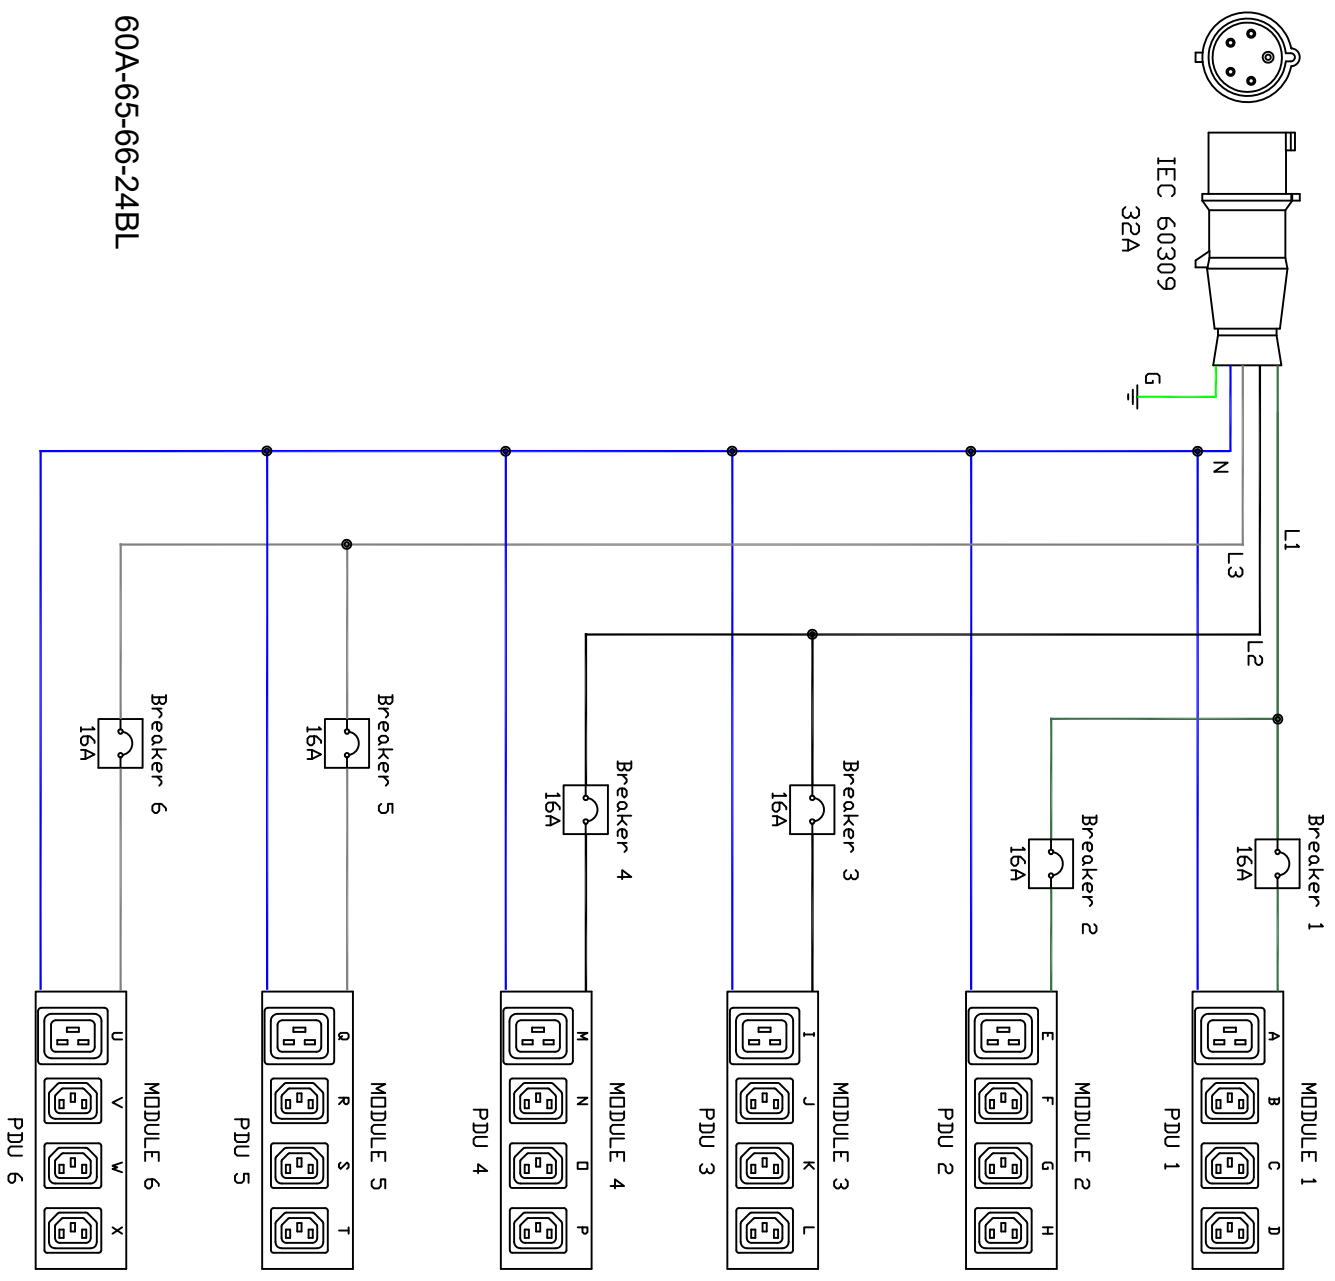 IEC 60309
32A
G
N
L1
L3
L2
Breaker 1
16A
Breaker 2
16A
Breaker 3
16A
Breaker 4
16A
Breaker 5
16A
Breaker 6
16A
MODULE 1
A B C D
PDU 1
MODULE 2
E F G H
PDU 2
MODULE 3
I J K L
PDU 3
MODULE 4
M N O P
PDU 4
MODULE 5
Q R S T
PDU 5
MODULE 6
U V W X
PDU 6
60A-65-66-24BL